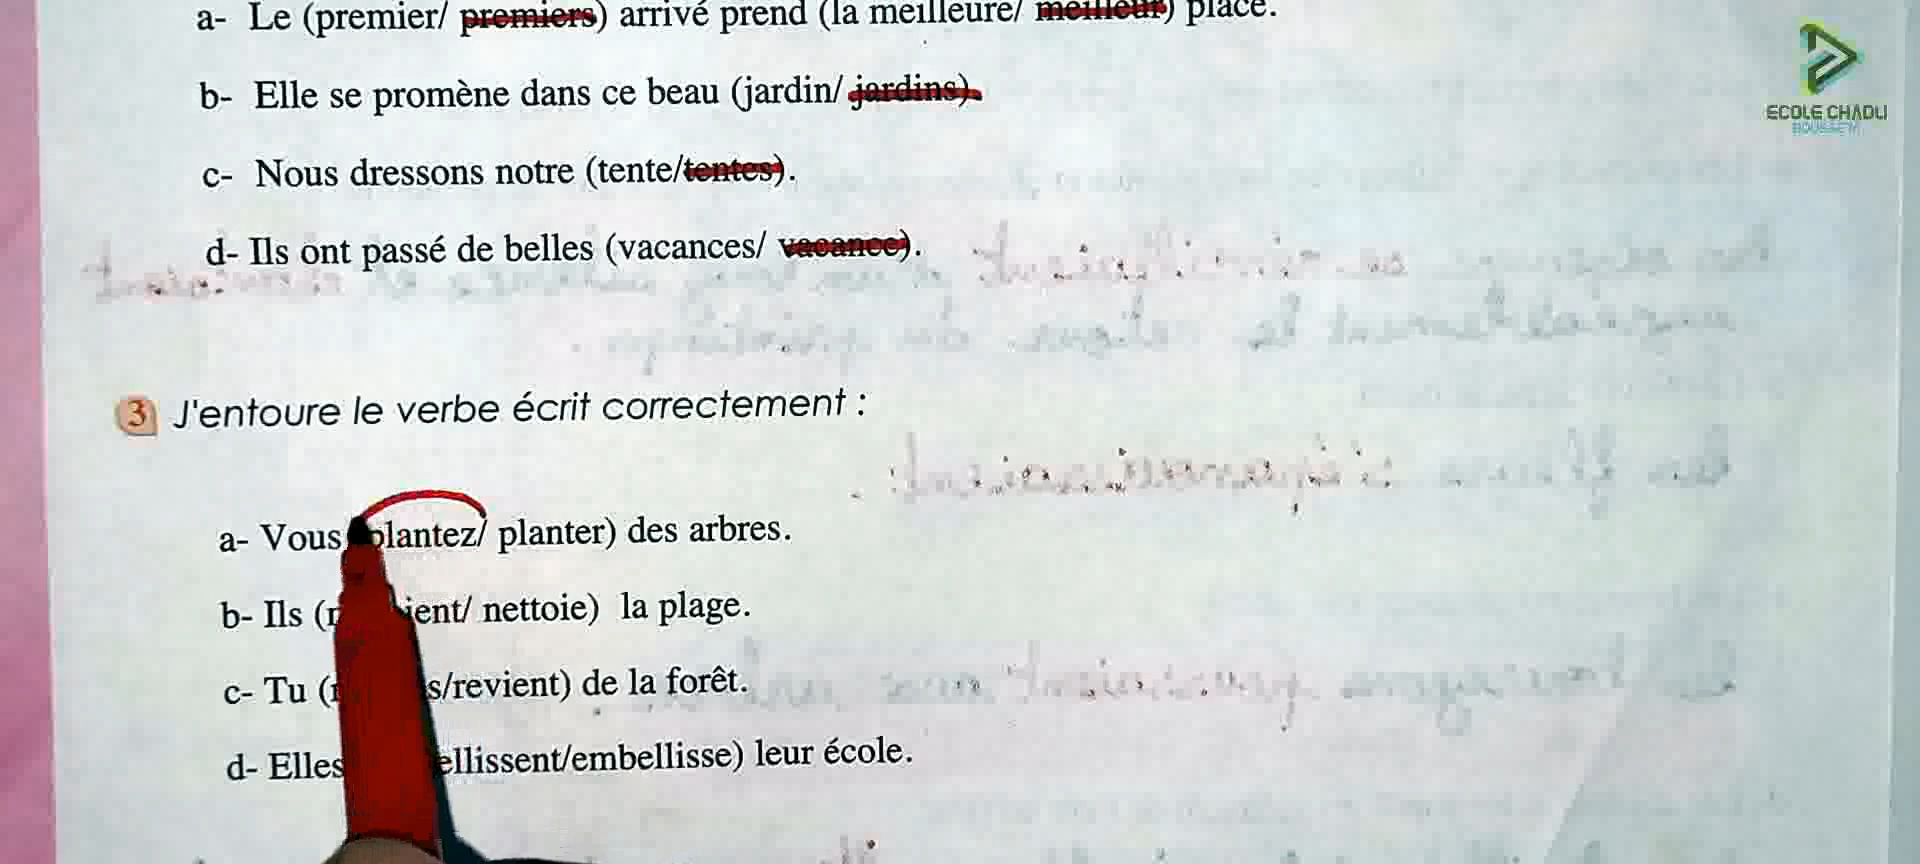 a- Le (premier/ premiers) arrivé prend (la meilleure/ meilleur) place.
ECOLE CHADLI
b- Elle se promène dans ce beau (jardin/ jardins).
c- Nous dressons notre (tente/tentes).
d- Ils ont passé de belles (vacances/ vacance).
3 J'entoure le verbe écrit correctement :
a- Vous plantez/ planter) des arbres.
b- Ils ( ient/ nettoie) la plage.
c- Tu ( s/revient) de la forêt.
d- Elles ellissent/embellisse) leur école.